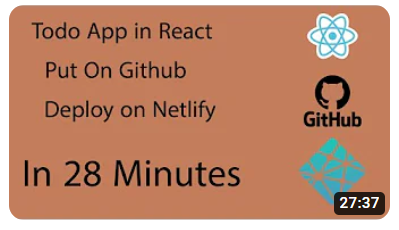 Todo App in React
Put On Github
Deploy on Netlify
GitHub
In 28 Minutes
27:37